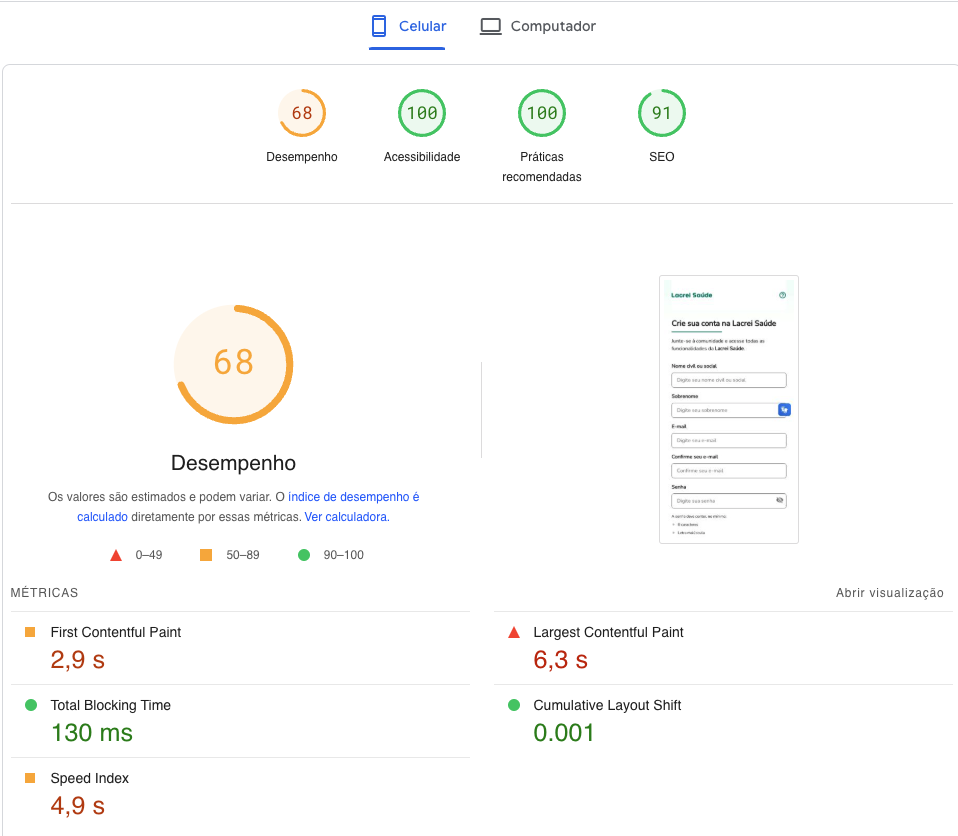 Celular
Computador
68
100
100
91
Desempenho
Acessibilidade
Práticas
recomendadas
SEO
68
Desempenho
Os valores são estimados e podem variar. O índice de desempenho é
calculado diretamente por essas métricas. Ver calculadora.
0–49
50–89
90–100
Lacrei Saúde
Crie sua conta na Lacrei Saúde
Junte-se à comunidade e acesse todas as
funcionalidades da Lacrei Saúde.
Nome civil ou social
Digite seu nome civil ou social
Sobrenome
Digite seu sobrenome
E-mail
Digite seu e-mail
Confirme seu e-mail
Confirme seu e-mail
Senha
Digite sua senha
MÉTRICAS
Abrir visualização
First Contentful Paint
2,9 s
Largest Contentful Paint
6,3 s
Total Blocking Time
130 ms
Cumulative Layout Shift
0.001
Speed Index
4,9 s